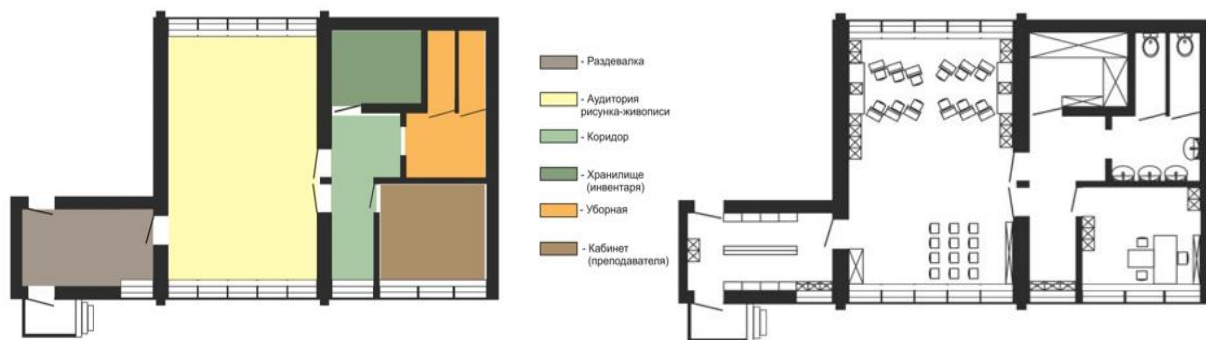 - Раздевалка
- Аудитория
рисунка-живописи
- Коридор
- Хранилище
(инвентаря)
- Уборная
- Кабинет
(преподавателя)